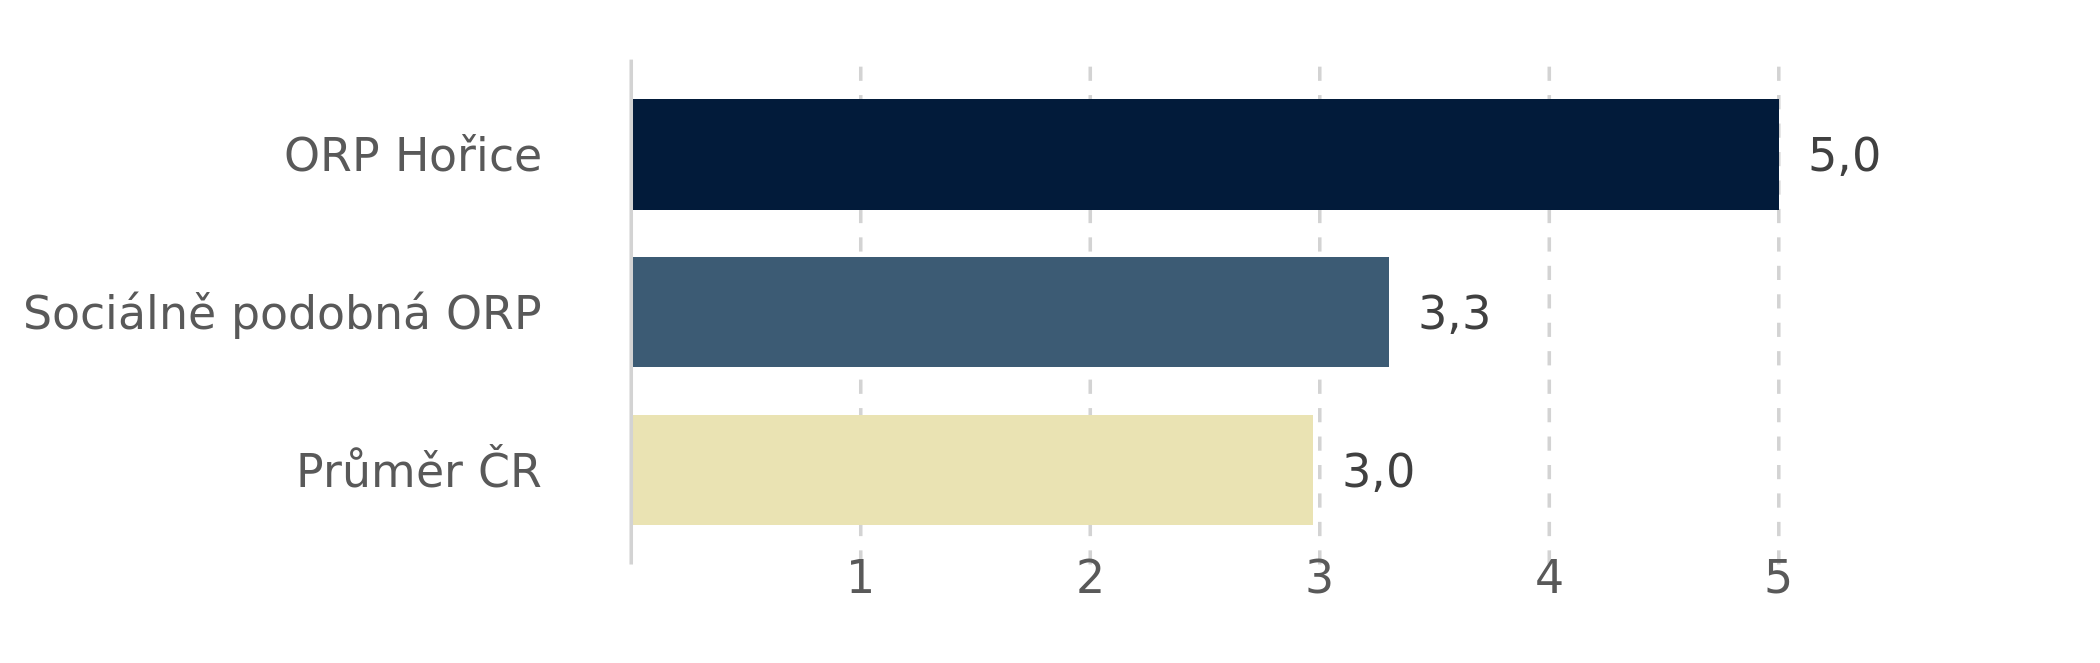 ORP Hořice 5,0
Sociálně podobná ORP 3,3
Průměr ČR 3,0
1 2 3 4 5